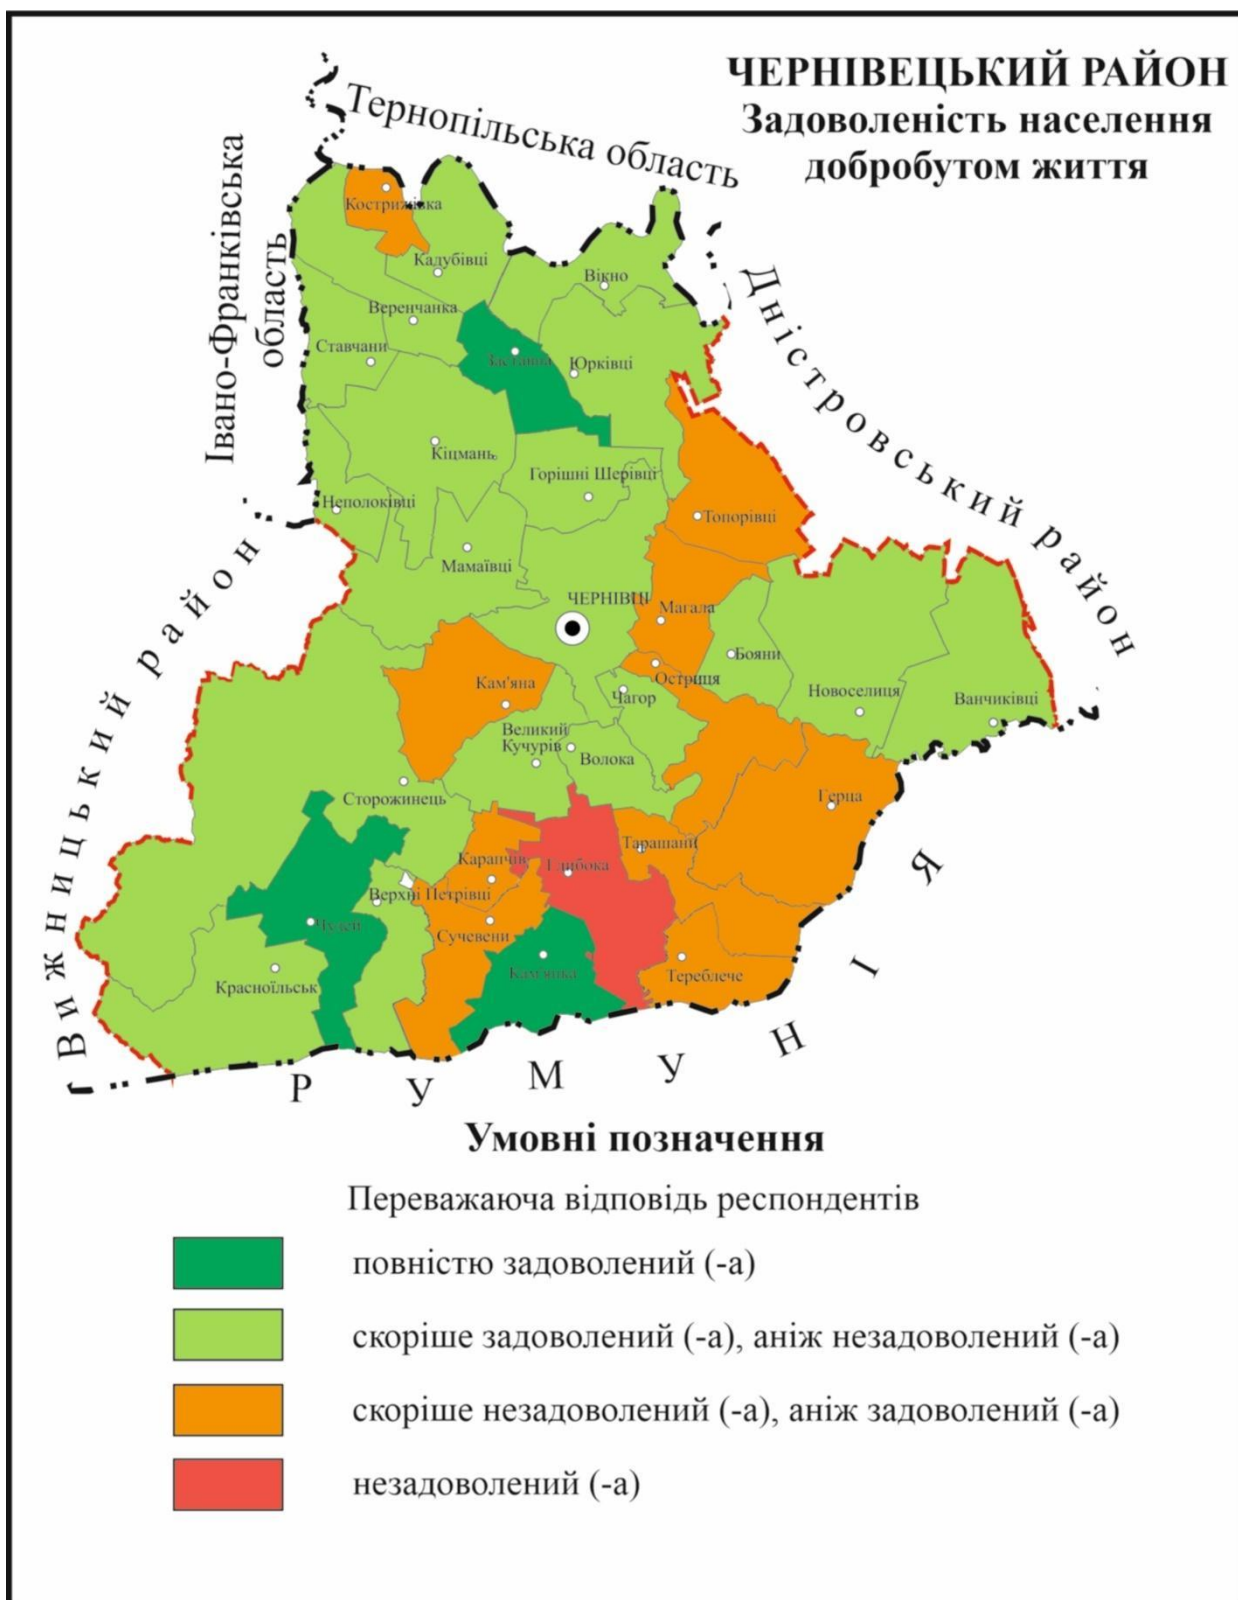 ЧЕРНІВЕЦЬКИЙ РАЙОН
Задоволеність населення
добробутом життя
Тернопільська область
Івано-Франківська
область
Дністровський район
Вижницький район
РУМУНІЯ
Кострижівка
Кадубівці
Вікно
Веренчанка
Ставчани
Заставна
Юрківці
Кіцмань
Горішні Шерівці
Неполоківці
Топорівці
Мамаївці
ЧЕРНІВЦІ
Магала
Бояни
Остриця
Кам'яна
Чагор
Новоселиця
Ванчиківці
Великий
Кучурів
Волока
Сторожинець
Герца
Тарашани
Карапчів
Глибока
Верхні Петрівці
Чудей
Сучевени
Кам'янка
Тереблече
Красноїльськ
Умовні позначення
Переважаюча відповідь респондентів
повністю задоволений (-а)
скоріше задоволений (-а), аніж незадоволений (-а)
скоріше незадоволений (-а), аніж задоволений (-а)
незадоволений (-а)